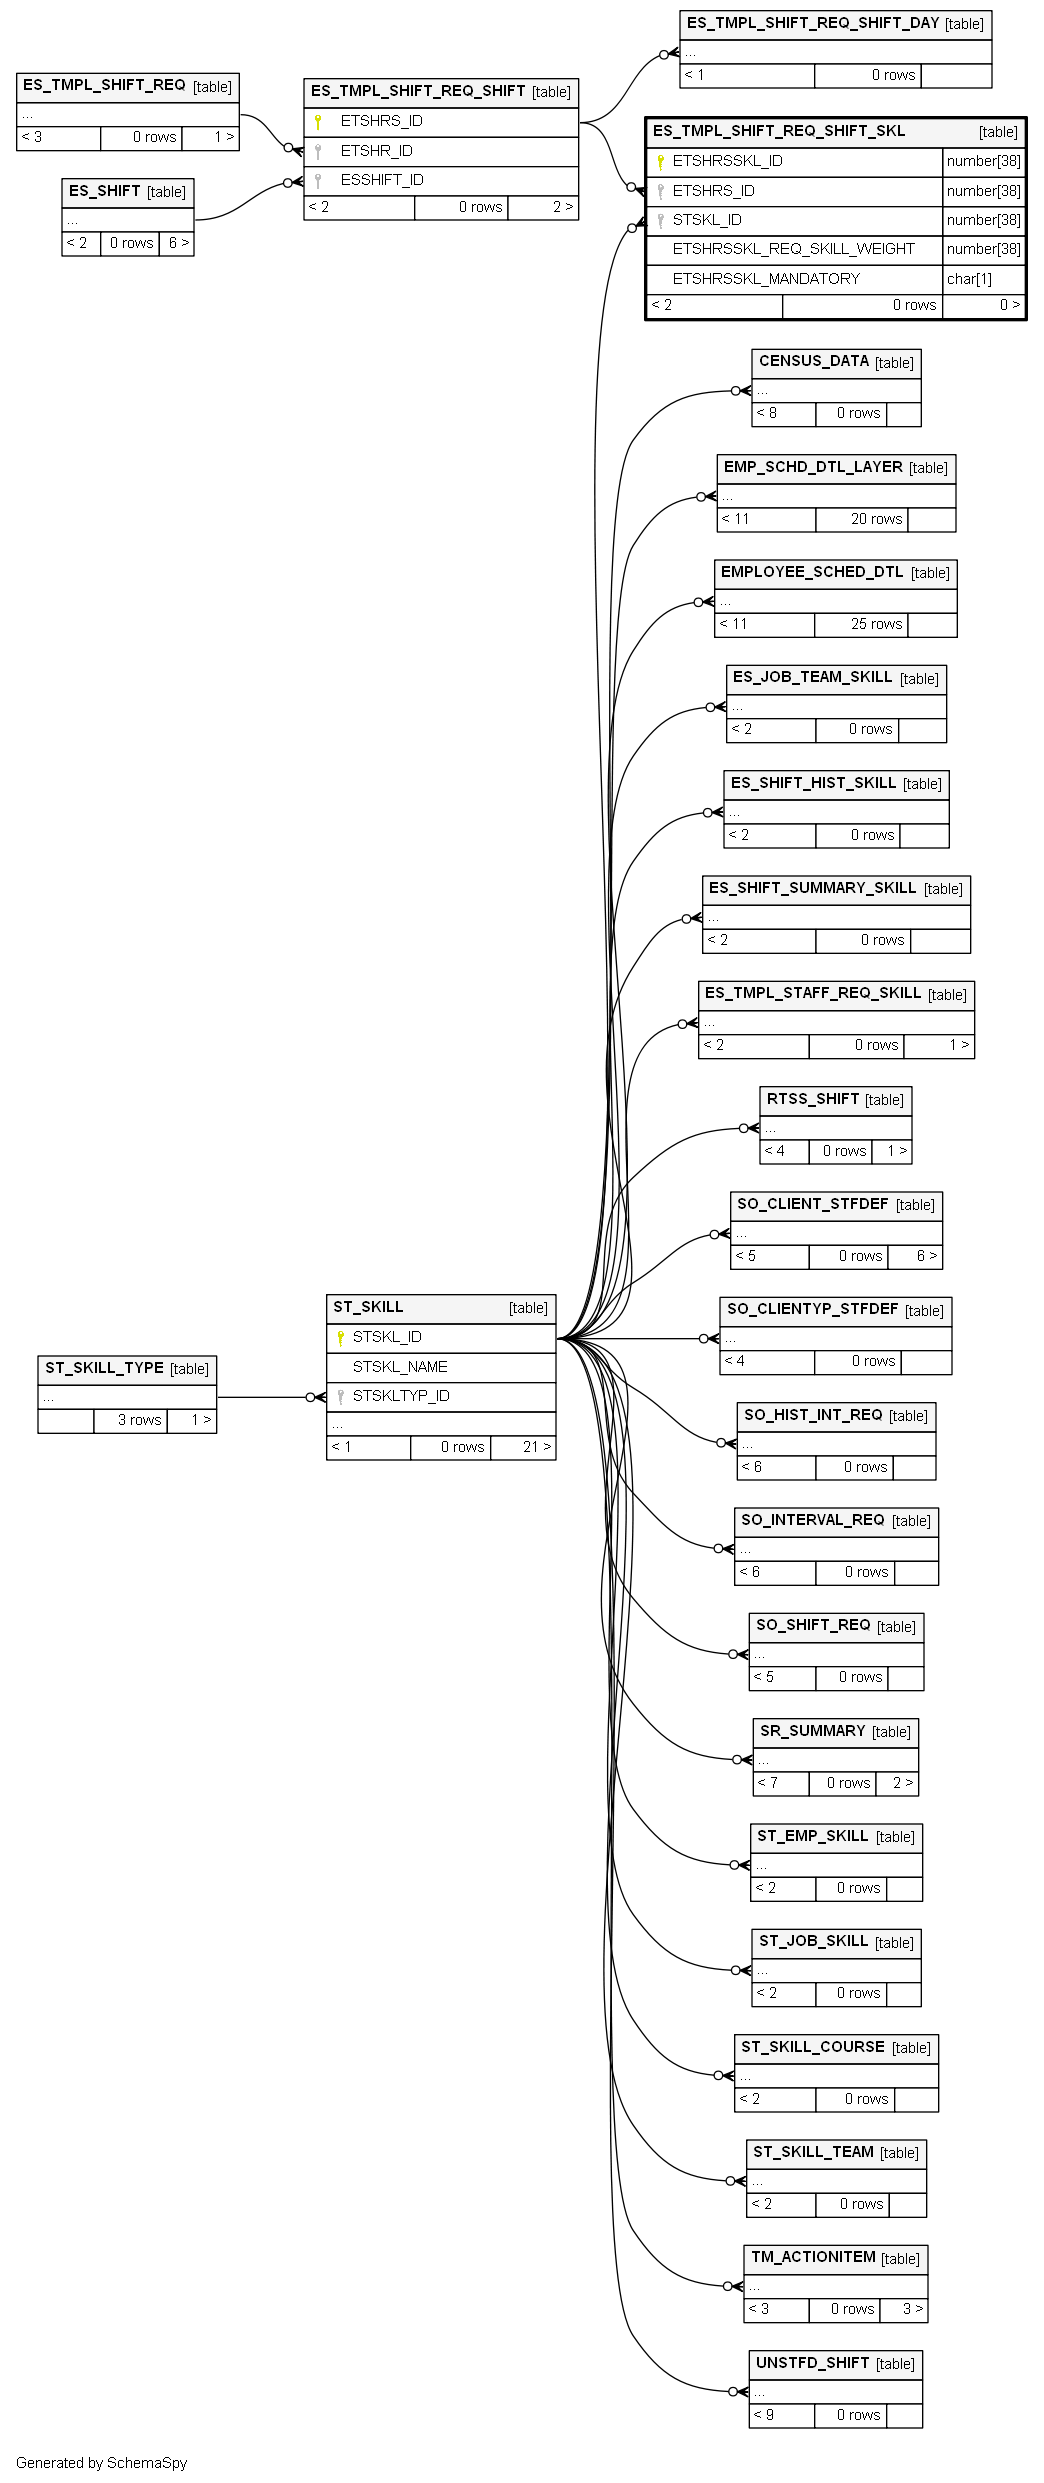 ES_TMPL_SHIFT_REQ_SHIFT_DAY [table]
...
< 1 0 rows
ES_TMPL_SHIFT_REQ [table]
...
< 3 0 rows 1 >
ES_TMPL_SHIFT_REQ_SHIFT [table]
ETSHRS_ID
ETSHR_ID
ESSHIFT_ID
< 2 0 rows 2 >
ES_TMPL_SHIFT_REQ_SHIFT_SKL [table]
ETSHRSSKL_ID number[38]
ETSHRS_ID number[38]
STSKL_ID number[38]
ETSHRSSKL_REQ_SKILL_WEIGHT number[38]
ETSHRSSKL_MANDATORY char[1]
< 2 0 rows 0 >
ES_SHIFT [table]
...
< 2 0 rows 6 >
CENSUS_DATA [table]
...
< 8 0 rows
EMP_SCHD_DTL_LAYER [table]
...
< 11 20 rows
EMPLOYEE_SCHED_DTL [table]
...
< 11 25 rows
ES_JOB_TEAM_SKILL [table]
...
< 2 0 rows
ES_SHIFT_HIST_SKILL [table]
...
< 2 0 rows
ES_SHIFT_SUMMARY_SKILL [table]
...
< 2 0 rows
ES_TMPL_STAFF_REQ_SKILL [table]
...
< 2 0 rows 1 >
RTSS_SHIFT [table]
...
< 4 0 rows 1 >
SO_CLIENT_STFDEF [table]
...
< 5 0 rows 6 >
SO_CLIENTYP_STFDEF [table]
...
< 4 0 rows
ST_SKILL [table]
STSKL_ID
STSKL_NAME
STSKLTYP_ID
...
< 1 0 rows 21 >
ST_SKILL_TYPE [table]
...
3 rows 1 >
SO_HIST_INT_REQ [table]
...
< 6 0 rows
SO_INTERVAL_REQ [table]
...
< 6 0 rows
SO_SHIFT_REQ [table]
...
< 5 0 rows
SR_SUMMARY [table]
...
< 7 0 rows 2 >
ST_EMP_SKILL [table]
...
< 2 0 rows
ST_JOB_SKILL [table]
...
< 2 0 rows
ST_SKILL_COURSE [table]
...
< 2 0 rows
ST_SKILL_TEAM [table]
...
< 2 0 rows
TM_ACTIONITEM [table]
...
< 3 0 rows 3 >
UNSTFD_SHIFT [table]
...
< 9 0 rows
Generated by SchemaSpy